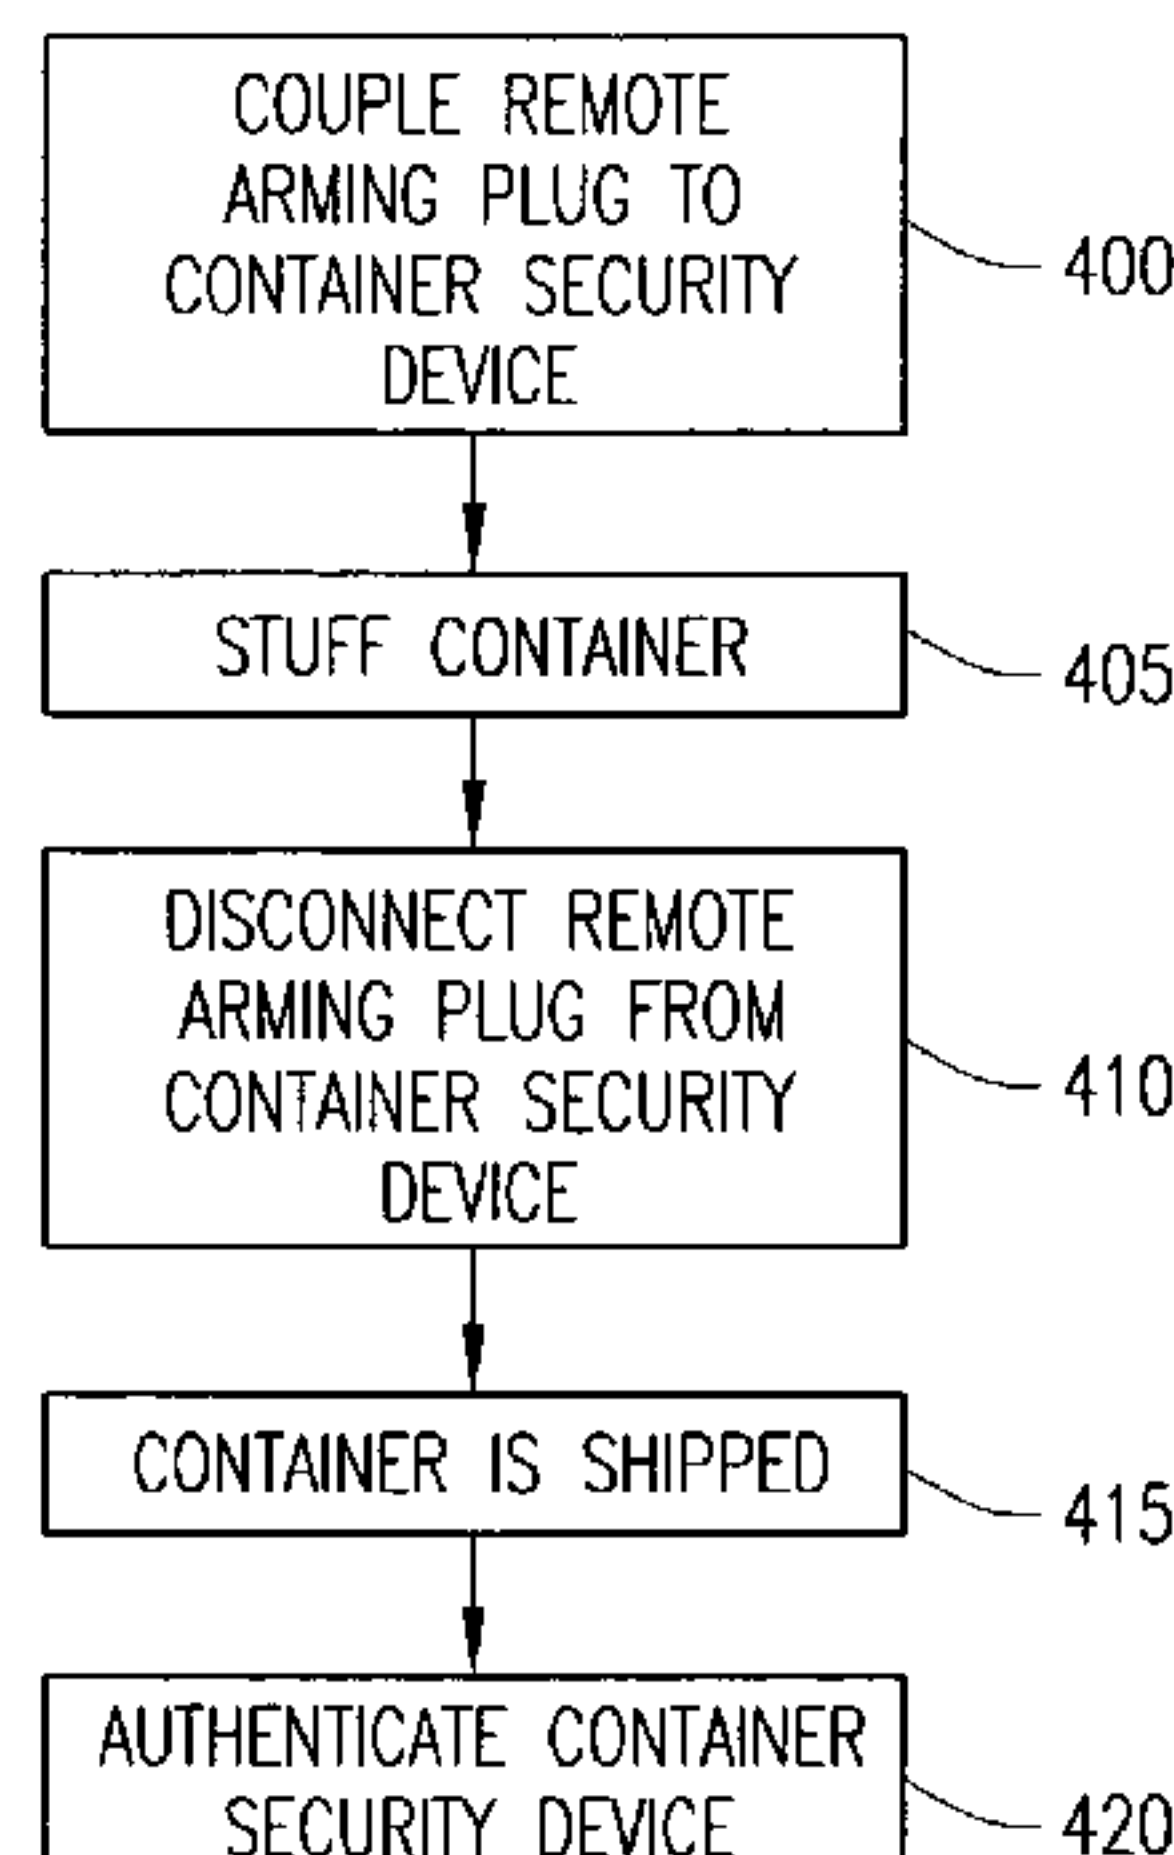 COUPLE REMOTE
ARMING PLUG TO
CONTAINER SECURITY
DEVICE
400
STUFF CONTAINER
405
DISCONNECT REMOTE
ARMING PLUG FROM
CONTAINER SECURITY
DEVICE
410
CONTAINER IS SHIPPED
415
AUTHENTICATE CONTAINER
SECURITY DEVICE
420